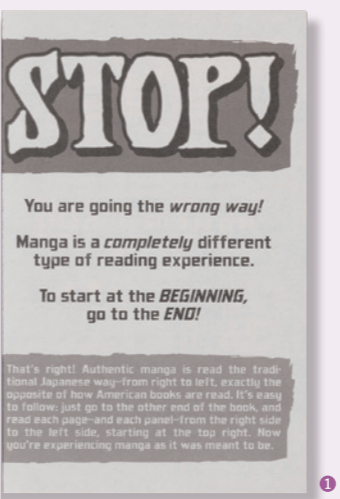 STOP!
You are going the wrong way!
Manga is a completely different
type of reading experience.
To start at the BEGINNING,
go to the END!
That's right! Authentic manga is read the tradi-
tional Japanese way—from right to left, exactly the
opposite of how American books are read. It's easy
to follow: just go to the other end of the book, and
read each page—and each panel—from the right side
to the left side, starting at the top right. Now
you're experiencing manga as it was meant to be.
1